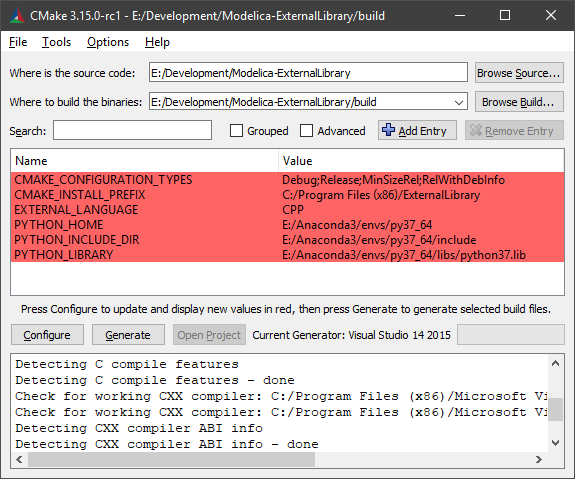 CMake 3.15.0-rc1 - E:/Development/Modelica-ExternalLibrary/build
File Tools Options Help
Where is the source code: E:/Development/Modelica-ExternalLibrary Browse Source...
Where to build the binaries: E:/Development/Modelica-ExternalLibrary/build Browse Build...
Search: Grouped Advanced Add Entry Remove Entry
Name Value
CMAKE_CONFIGURATION_TYPES Debug;Release;MinSizeRel;RelWithDebInfo
CMAKE_INSTALL_PREFIX C:/Program Files (x86)/ExternalLibrary
EXTERNAL_LANGUAGE CPP
PYTHON_HOME E:/Anaconda3/envs/py37_64
PYTHON_INCLUDE_DIR E:/Anaconda3/envs/py37_64/include
PYTHON_LIBRARY E:/Anaconda3/envs/py37_64/libs/python37.lib
Press Configure to update and display new values in red, then press Generate to generate selected build files.
Configure Generate Open Project Current Generator: Visual Studio 14 2015
Detecting C compile features
Detecting C compile features - done
Check for working CXX compiler: C:/Program Files (x86)/Microsoft Vi
Check for working CXX compiler: C:/Program Files (x86)/Microsoft Vi
Detecting CXX compiler ABI info
Detecting CXX compiler ABI info - done